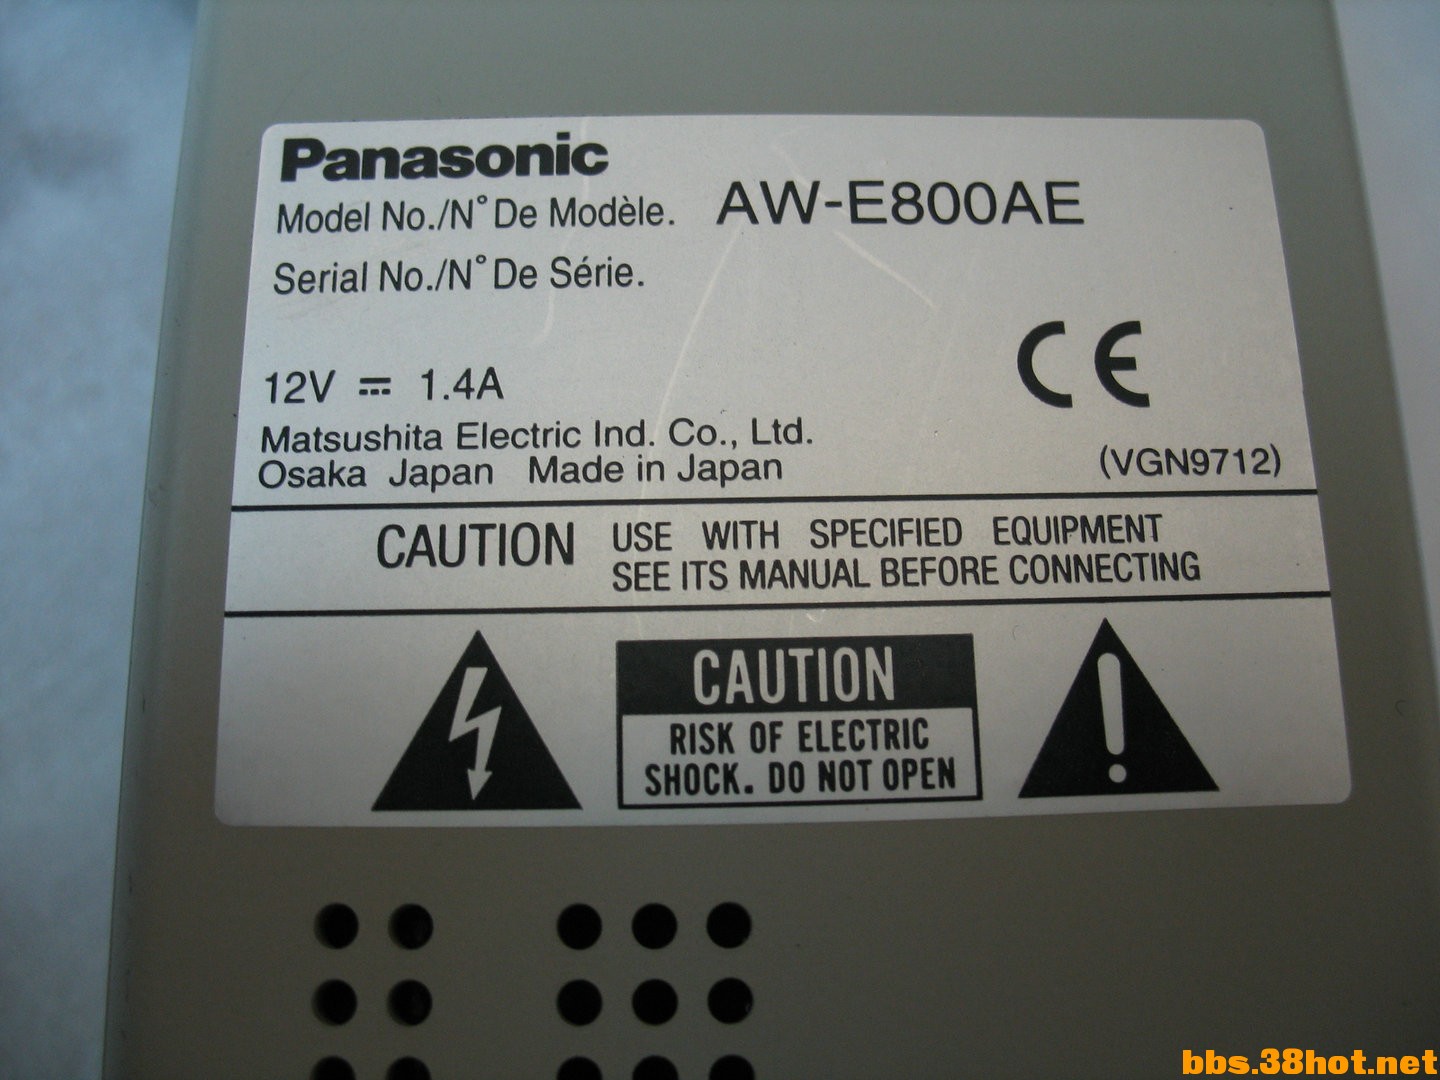 Panasonic
Model No./N° De Modèle. AW-E800AE
Serial No./N° De Série.
CE
12V ⎓ 1.4A
Matsushita Electric Ind. Co., Ltd.
Osaka Japan Made in Japan (VGN9712)
CAUTION USE WITH SPECIFIED EQUIPMENT
SEE ITS MANUAL BEFORE CONNECTING
CAUTION
RISK OF ELECTRIC
SHOCK. DO NOT OPEN
bbs.38hot.net